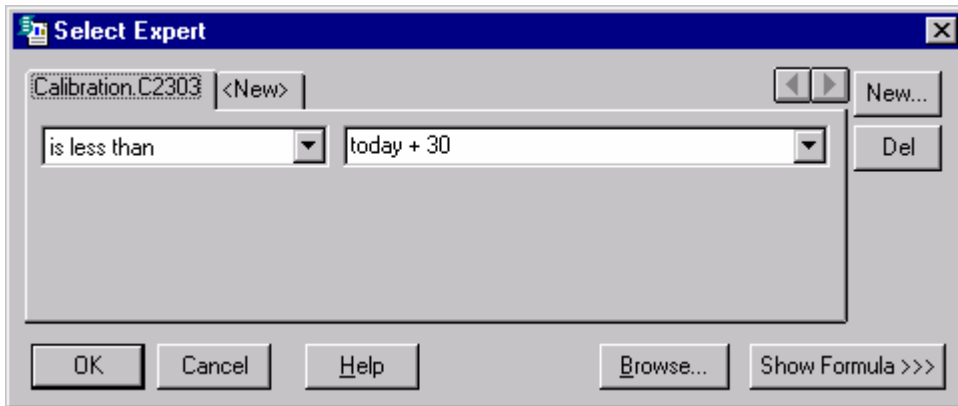 Select Expert
Calibration.C2303 <New>
New...
is less than today + 30
Del
OK Cancel Help Browse... Show Formula >>>